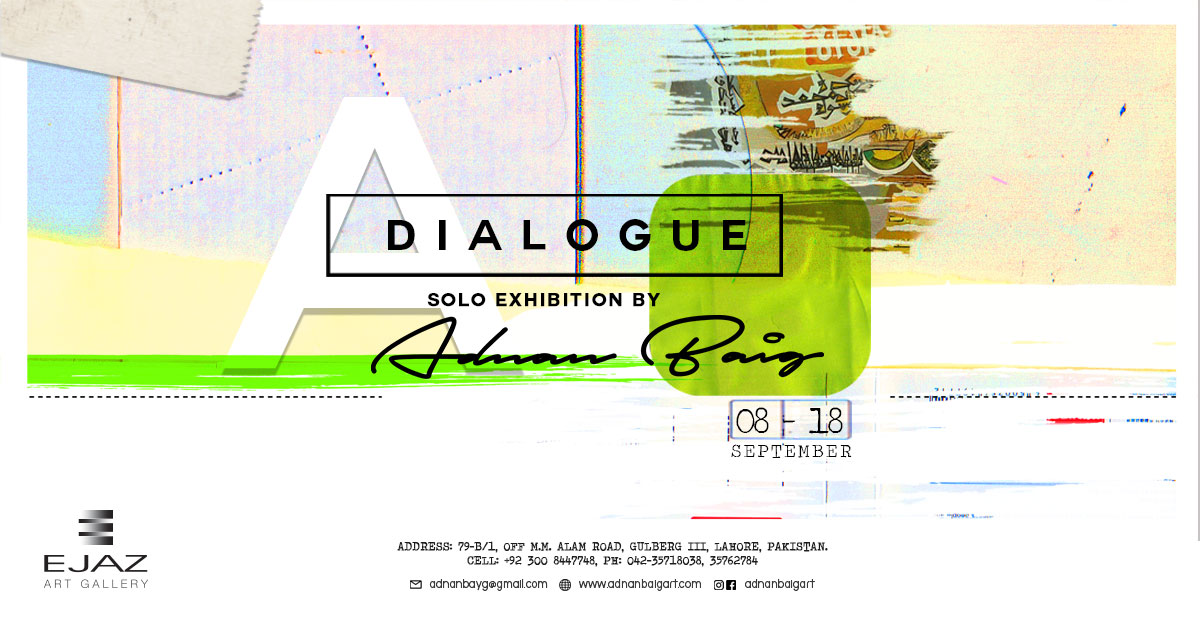 A
DIALOGUE
SOLO EXHIBITION BY
Adnan Baig
08 - 18
SEPTEMBER
EJAZ
ART GALLERY
ADDRESS: 79-B/1, OFF M.M. ALAM ROAD, GULBERG III, LAHORE, PAKISTAN.
CELL: +92 300 8447748, PH: 042-35718038, 35762784
adnanbayg@gmail.com www.adnanbaigart.com adnanbaigart